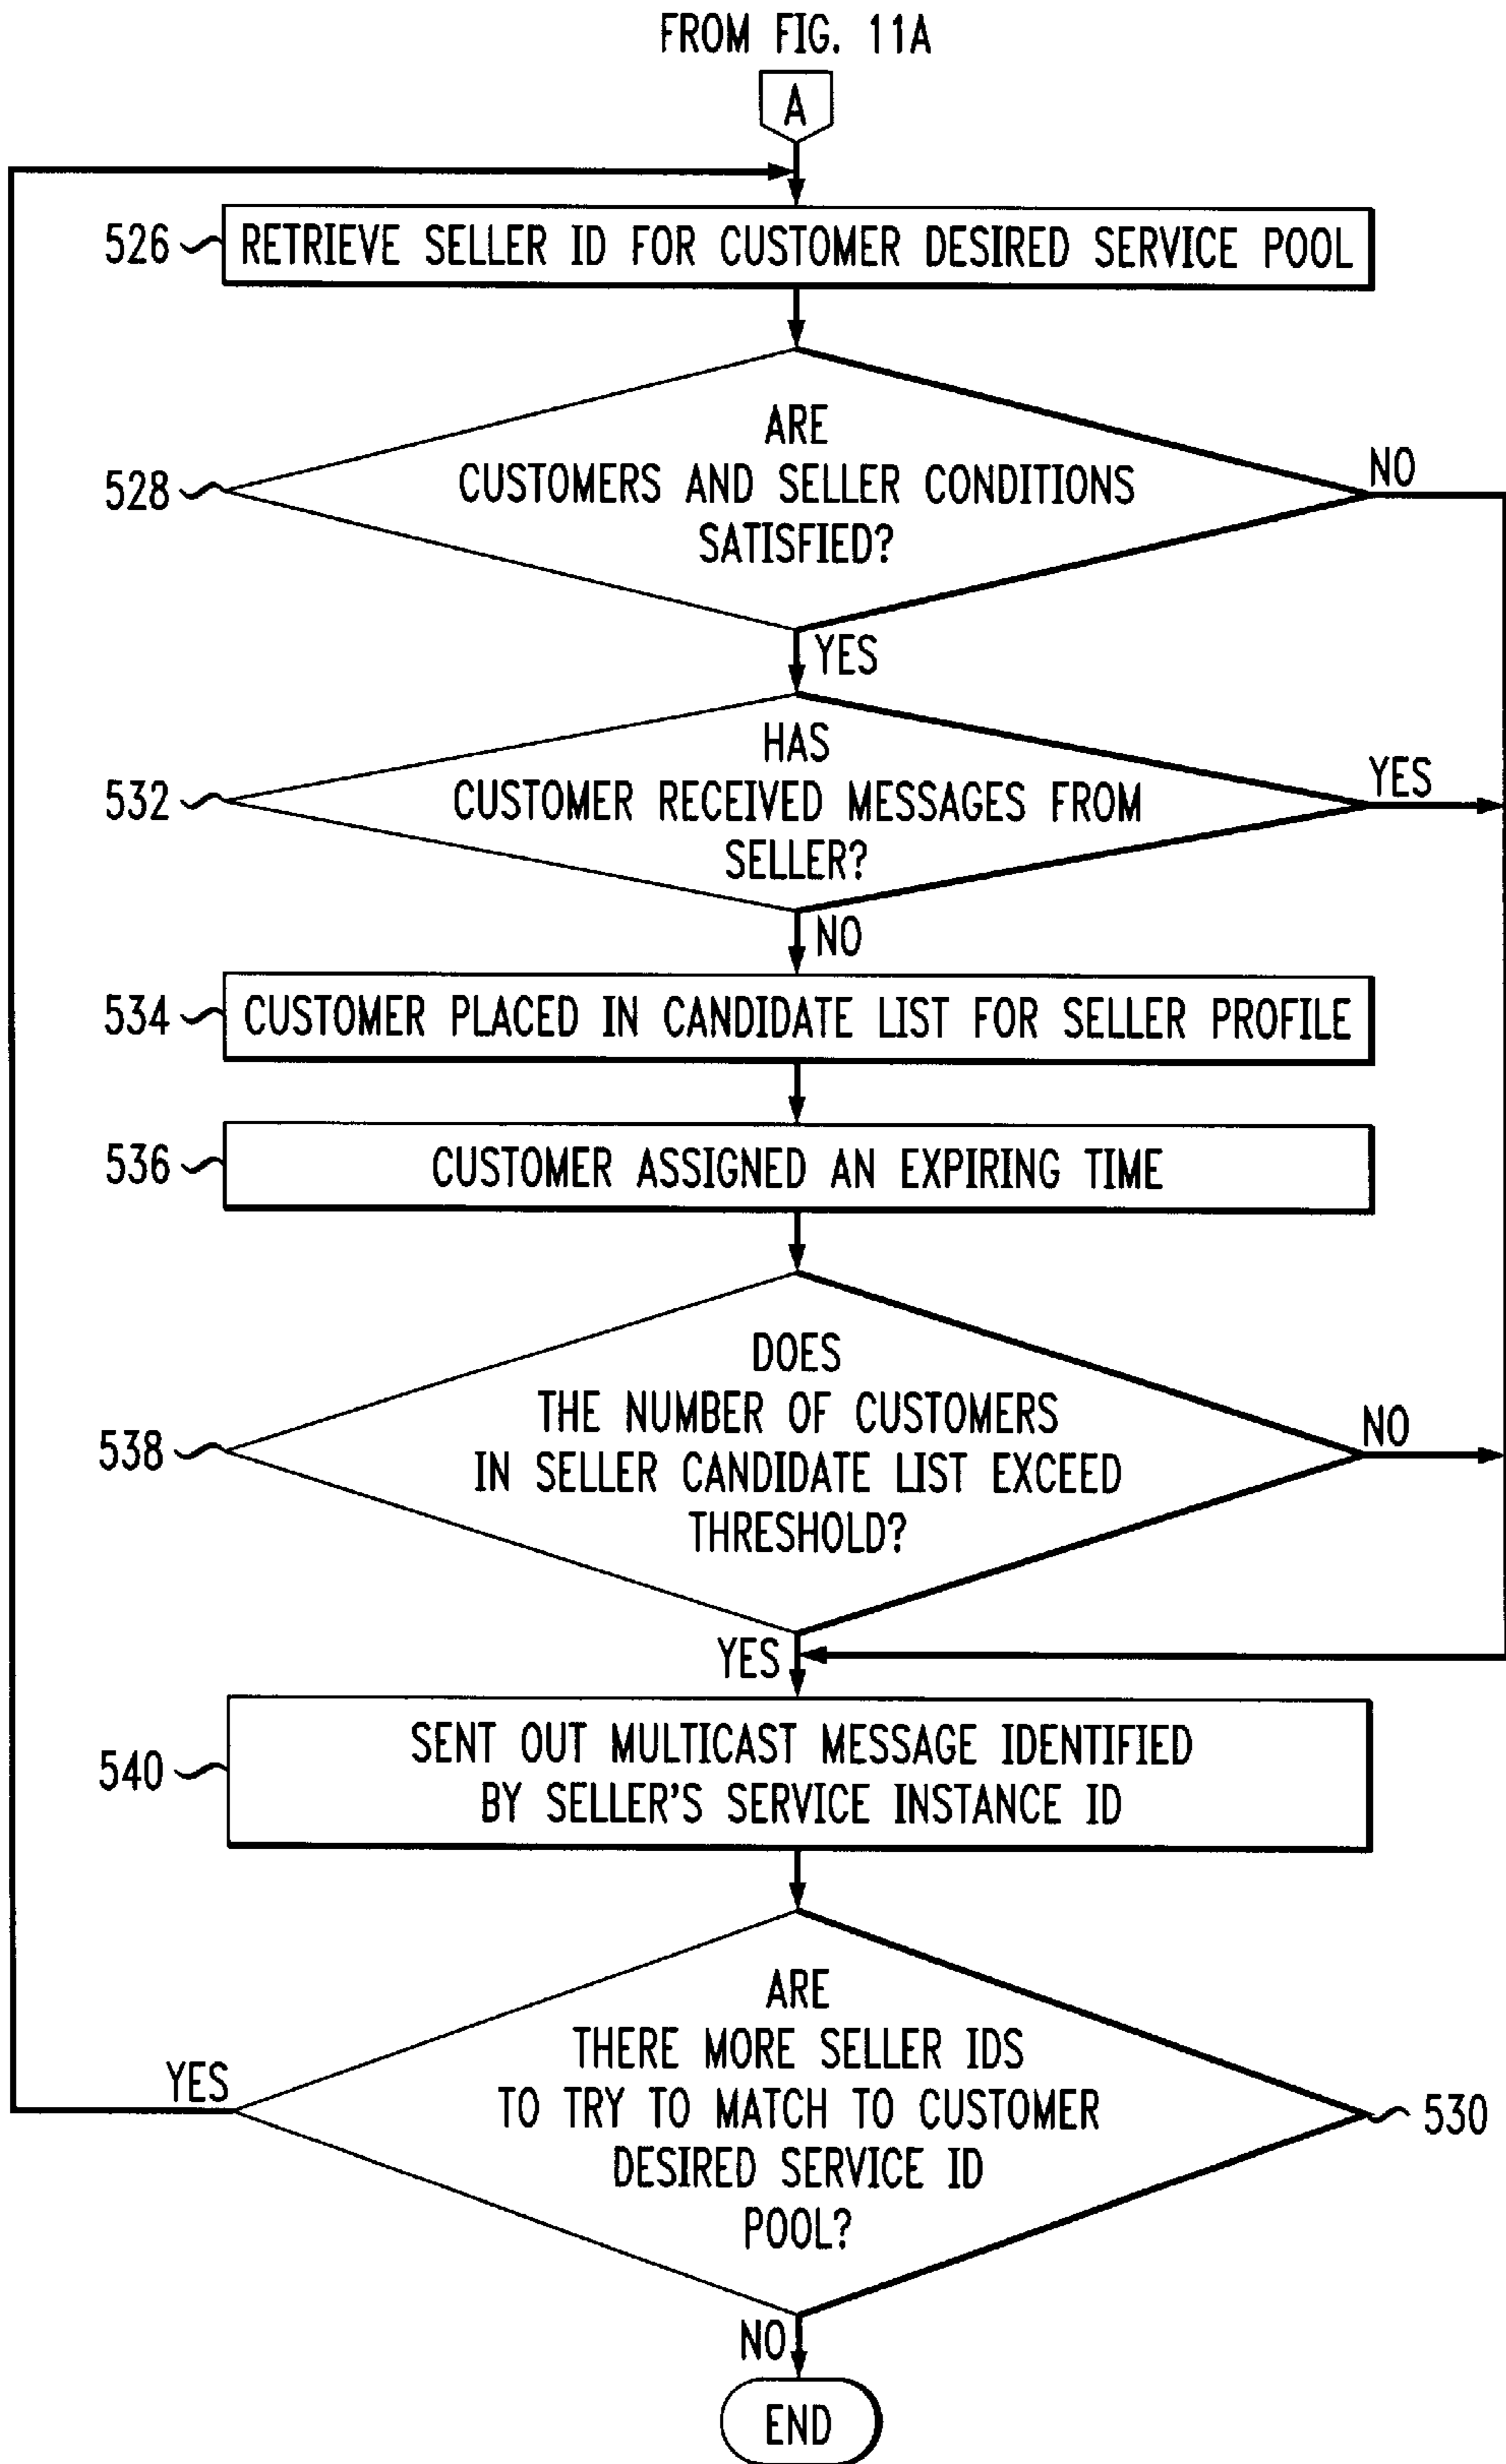 FROM FIG. 11A
A
526
RETRIEVE SELLER ID FOR CUSTOMER DESIRED SERVICE POOL
528
ARE
CUSTOMERS AND SELLER CONDITIONS
SATISFIED?
NO
YES
532
HAS
CUSTOMER RECEIVED MESSAGES FROM
SELLER?
YES
NO
534
CUSTOMER PLACED IN CANDIDATE LIST FOR SELLER PROFILE
536
CUSTOMER ASSIGNED AN EXPIRING TIME
538
DOES
THE NUMBER OF CUSTOMERS
IN SELLER CANDIDATE LIST EXCEED
THRESHOLD?
NO
YES
540
SENT OUT MULTICAST MESSAGE IDENTIFIED
BY SELLER'S SERVICE INSTANCE ID
YES
ARE
THERE MORE SELLER IDS
TO TRY TO MATCH TO CUSTOMER
DESIRED SERVICE ID
POOL?
530
NO
END